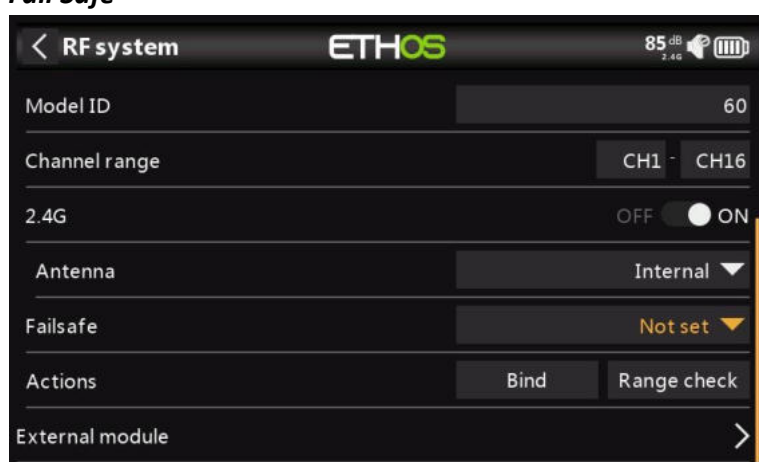 Fail Safe
RF system ETHOS 85 dB 2.4G
Model ID 60
Channel range CH1 - CH16
2.4G OFF ON
Antenna Internal
Failsafe Not set
Actions Bind Range check
External module